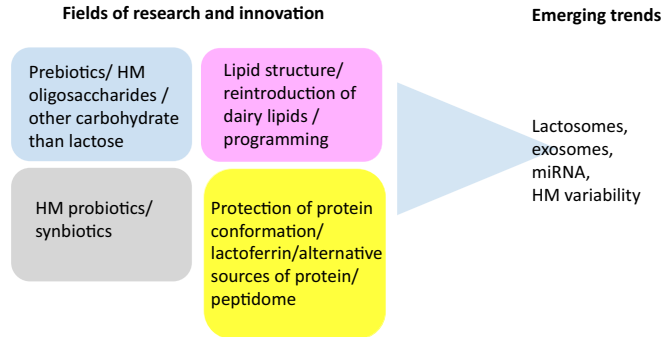 Fields of research and innovation
Emerging trends
Prebiotics/ HM
oligosaccharides /
other carbohydrate
than lactose
Lipid structure/
reintroduction of
dairy lipids /
programming
HM probiotics/
synbiotics
Protection of protein
conformation/
lactoferrin/alternative
sources of protein/
peptidome
Lactosomes,
exosomes,
miRNA,
HM variability